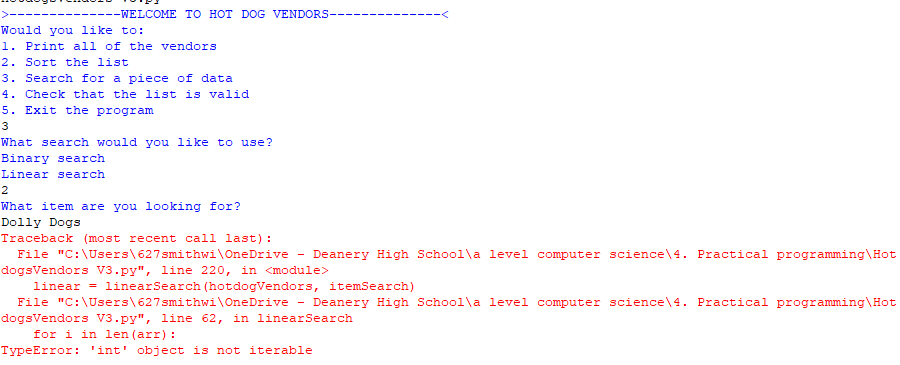 HotdogsVendors V3.py
>--------------WELCOME TO HOT DOG VENDORS--------------<
Would you like to:
1. Print all of the vendors
2. Sort the list
3. Search for a piece of data
4. Check that the list is valid
5. Exit the program
3
What search would you like to use?
Binary search
Linear search
2
What item are you looking for?
Dolly Dogs
Traceback (most recent call last):
  File "C:\Users\627smithwi\OneDrive - Deanery High School\a level computer science\4. Practical programming\Hot
dogsVendors V3.py", line 220, in <module>
    linear = linearSearch(hotdogVendors, itemSearch)
  File "C:\Users\627smithwi\OneDrive - Deanery High School\a level computer science\4. Practical programming\Hot
dogsVendors V3.py", line 62, in linearSearch
    for i in len(arr):
TypeError: 'int' object is not iterable